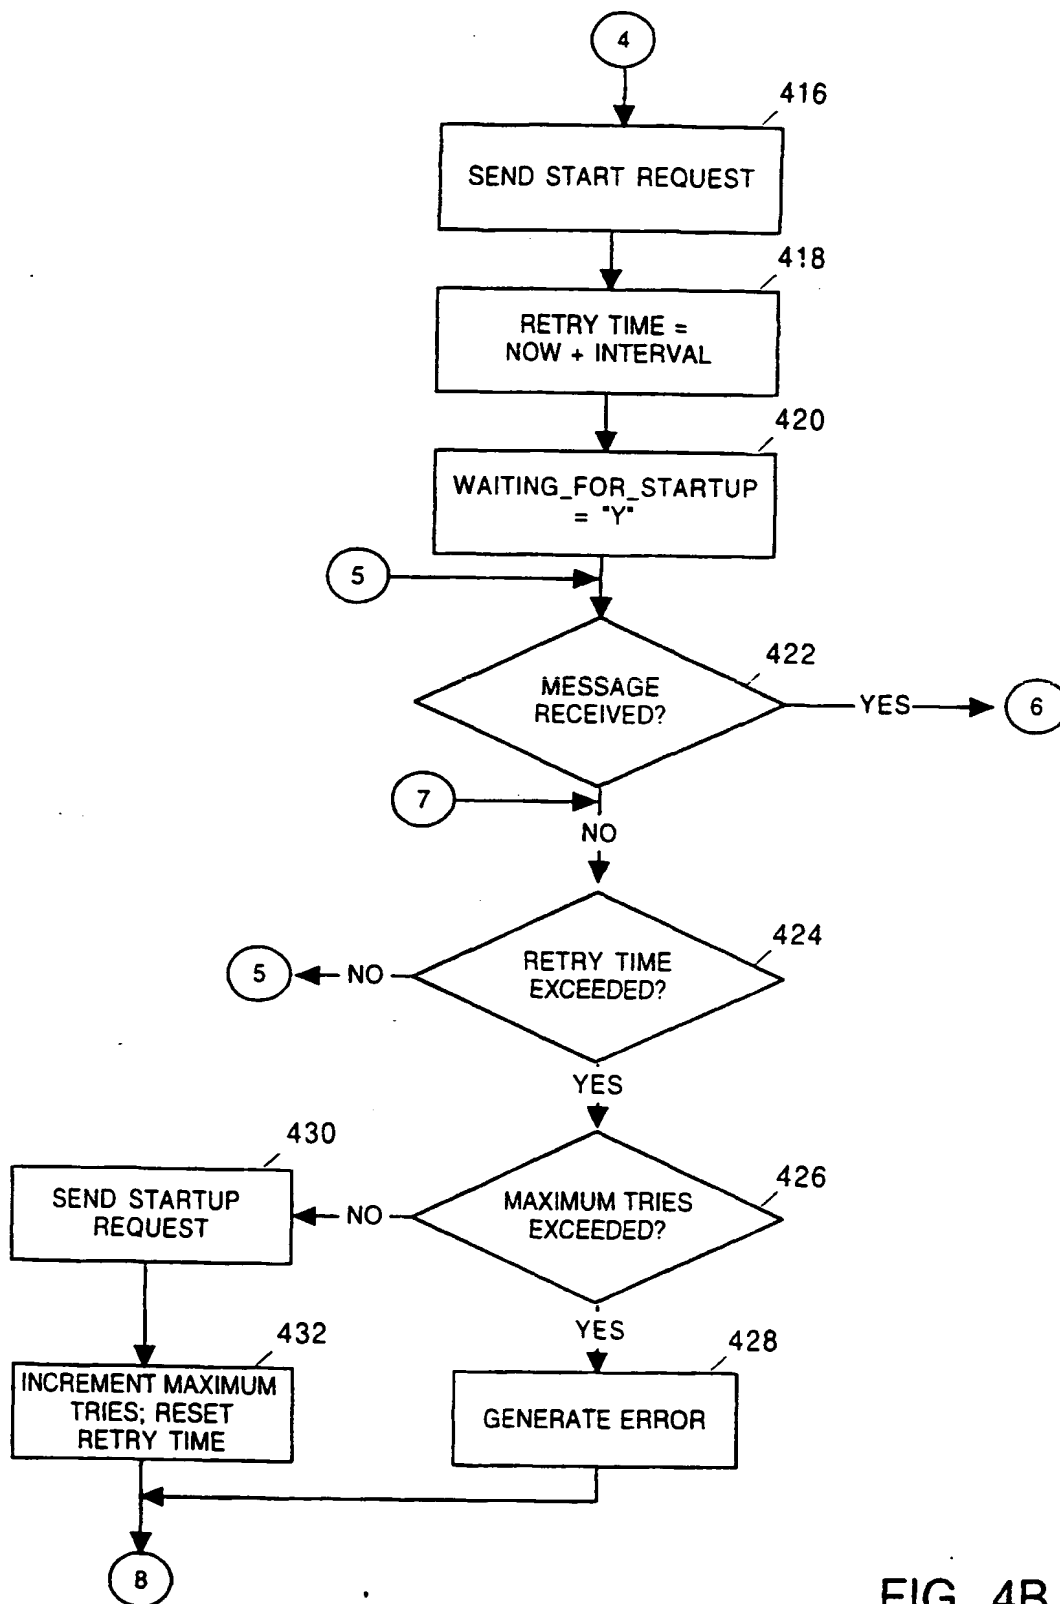 4
416
SEND START REQUEST
418
RETRY TIME =
NOW + INTERVAL
420
WAITING_FOR_STARTUP
= "Y"
5
422
MESSAGE
RECEIVED?
YES
6
7
NO
424
RETRY TIME
EXCEEDED?
NO
5
YES
426
MAXIMUM TRIES
EXCEEDED?
NO
430
SEND STARTUP
REQUEST
YES
432
INCREMENT MAXIMUM
TRIES; RESET
RETRY TIME
428
GENERATE ERROR
8
FIG. 4B